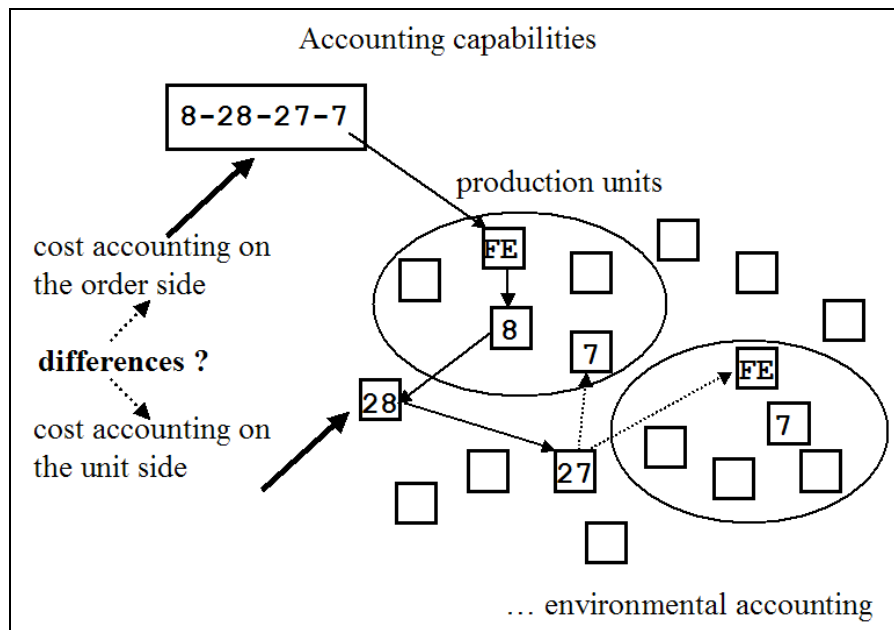 Accounting capabilities
8-28-27-7
production units
FE
cost accounting on
the order side
8
7
differences ?
FE
28
7
cost accounting on
the unit side
27
… environmental accounting